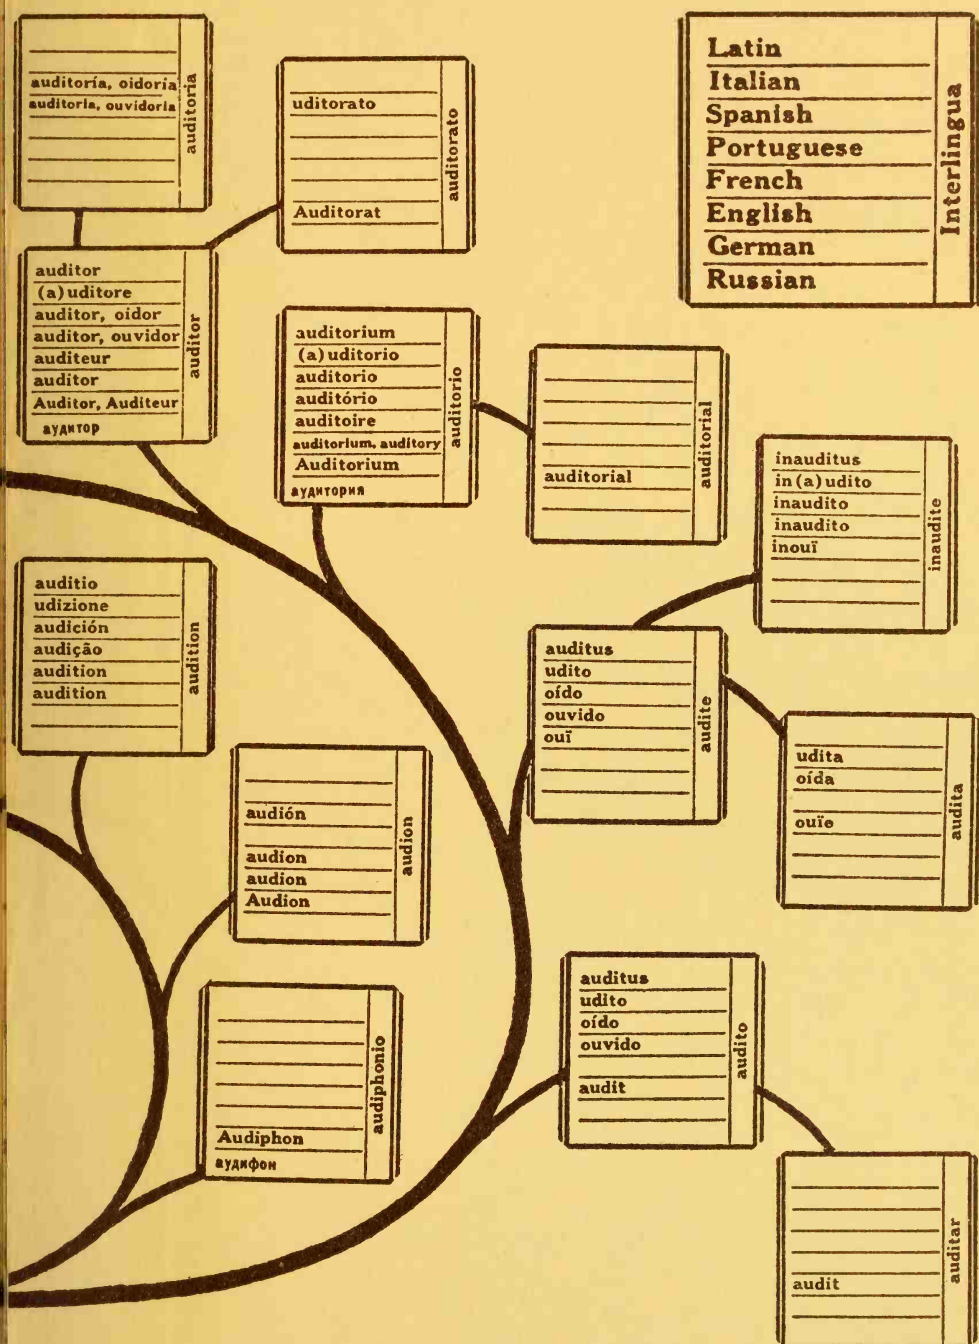 auditoría, oidoría
auditoria, ouvidoria
auditoria
uditorato
Auditorat
auditorato
Latin
Italian
Spanish
Portuguese
French
English
German
Russian
Interlingua
auditor
(a)uditore
auditor, oidor
auditor, ouvidor
auditeur
auditor
Auditor, Auditeur
аудитор
auditor
auditorium
(a)uditorio
auditorio
auditório
auditoire
auditorium, auditory
Auditorium
аудитория
auditorio
auditorial
auditorial
inauditus
in(a)udito
inaudito
inaudito
inouï
inaudite
auditio
udizione
audición
audição
audition
audition
audition
auditus
udito
oído
ouvido
ouï
audite
udita
oída
ouïe
audita
audión
audion
audion
Audion
audion
auditus
udito
oído
ouvido
audit
audito
Audiphon
аудифон
audiphonio
audit
auditar